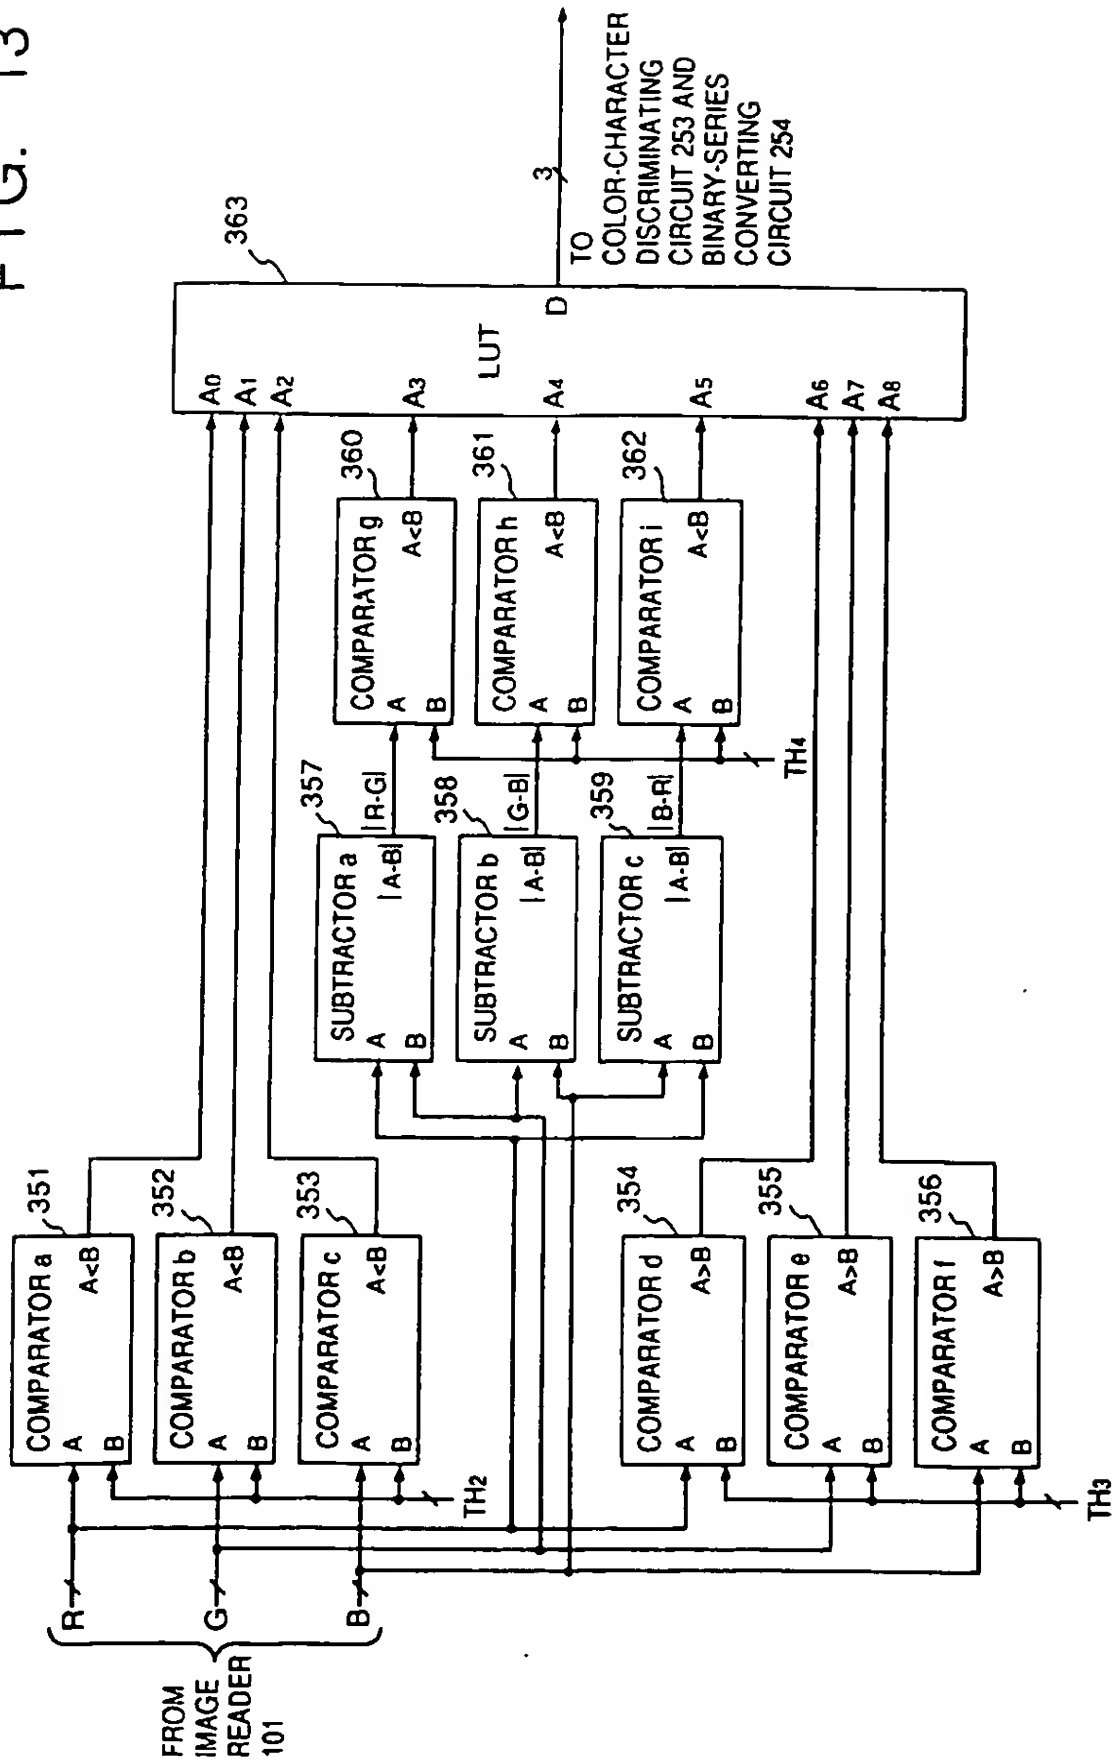 FIG. 13
FROM
IMAGE
READER
101
R
G
B
COMPARATOR a
A
B
A<B
351
COMPARATOR b
A
B
A<B
352
COMPARATOR c
A
B
A<B
353
TH2
COMPARATOR d
A
B
A>B
354
COMPARATOR e
A
B
A>B
355
COMPARATOR f
A
B
A>B
356
TH3
SUBTRACTOR a
A
B
|A-B|
357
|R-G|
SUBTRACTOR b
A
B
|A-B|
358
|G-B|
SUBTRACTOR c
A
B
|A-B|
359
|B-R|
COMPARATOR g
A
B
A<B
360
COMPARATOR h
A
B
A<B
361
COMPARATOR i
A
B
A<B
362
TH4
363
A0
A1
A2
A3
A4
A5
A6
A7
A8
LUT
D
3
TO
COLOR-CHARACTER
DISCRIMINATING
CIRCUIT 253 AND
BINARY-SERIES
CONVERTING
CIRCUIT 254